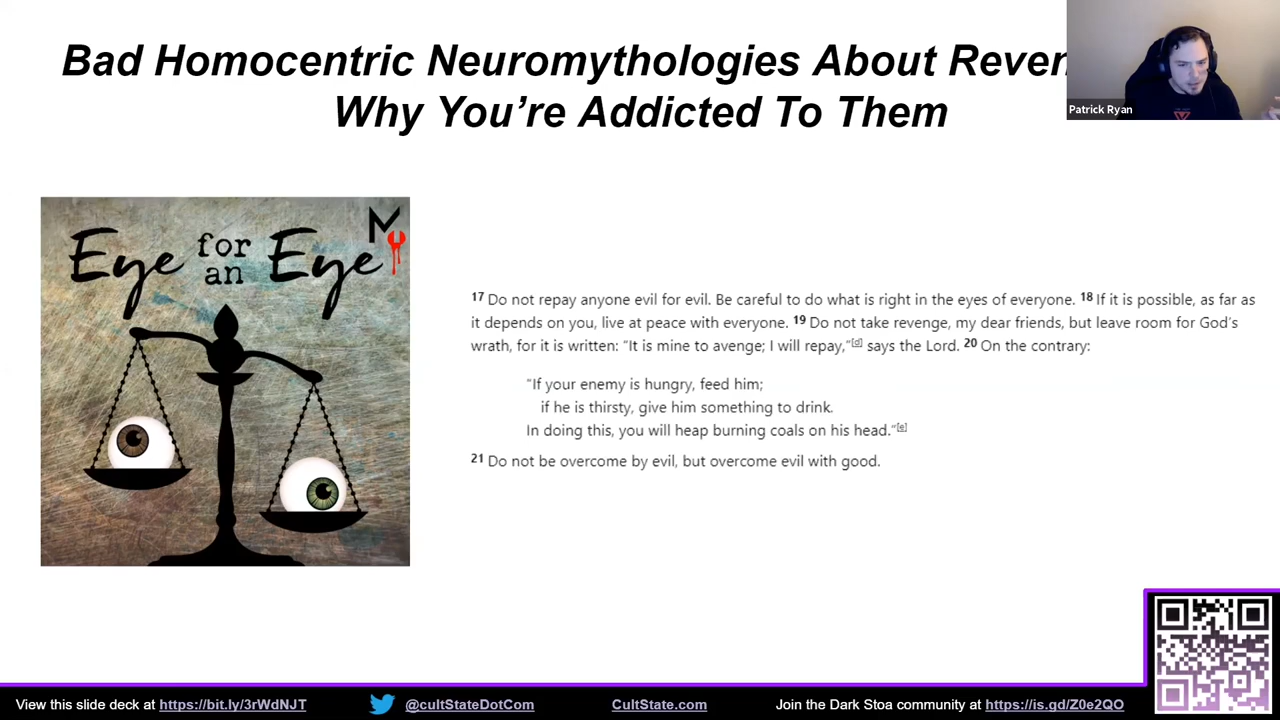 Bad Homocentric Neuromythologies About Reven
Why You're Addicted To Them
Patrick Ryan
Eye for an Eye
M
17 Do not repay anyone evil for evil. Be careful to do what is right in the eyes of everyone. 18 If it is possible, as far as
it depends on you, live at peace with everyone. 19 Do not take revenge, my dear friends, but leave room for God's
wrath, for it is written: "It is mine to avenge; I will repay,"[d] says the Lord. 20 On the contrary:
"If your enemy is hungry, feed him;
if he is thirsty, give him something to drink.
In doing this, you will heap burning coals on his head."[e]
21 Do not be overcome by evil, but overcome evil with good.
View this slide deck at https://bit.ly/3rWdNJT @cultStateDotCom CultState.com Join the Dark Stoa community at https://is.gd/Z0e2QO